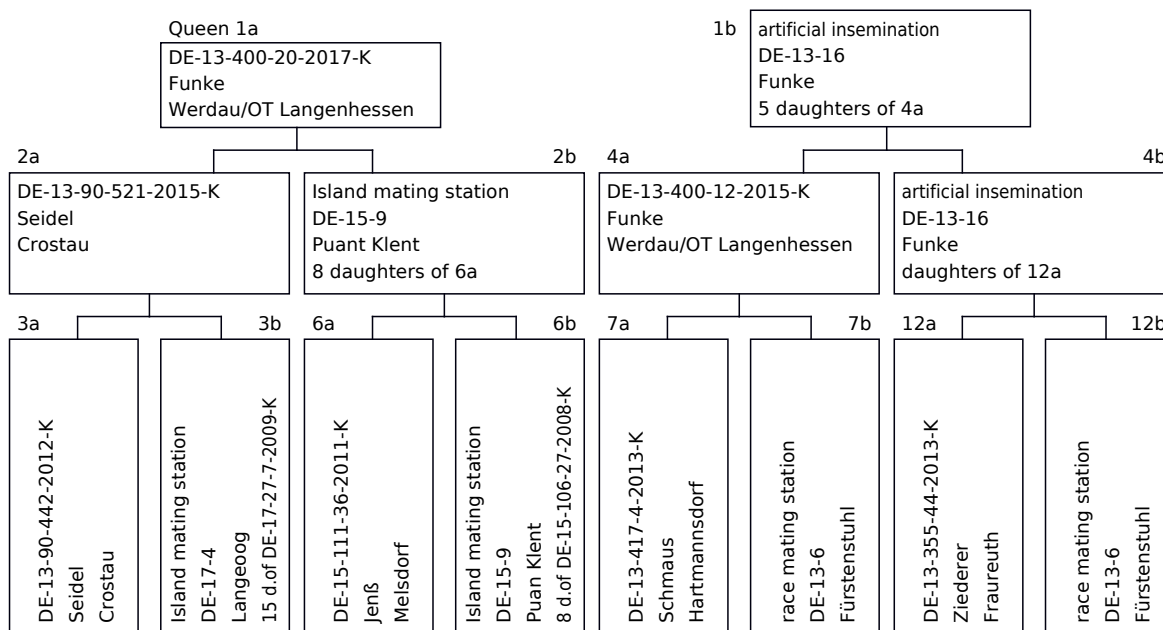 Queen 1a
DE-13-400-20-2017-K
Funke
Werdau/OT Langenhessen
1b
artificial insemination
DE-13-16
Funke
5 daughters of 4a
2a
DE-13-90-521-2015-K
Seidel
Crostau
2b
Island mating station
DE-15-9
Puant Klent
8 daughters of 6a
4a
DE-13-400-12-2015-K
Funke
Werdau/OT Langenhessen
4b
artificial insemination
DE-13-16
Funke
daughters of 12a
3a
DE-13-90-442-2012-K
Seidel
Crostau
3b
Island mating station
DE-17-4
Langeoog
15 d.of DE-17-27-7-2009-K
6a
DE-15-111-36-2011-K
Jenß
Melsdorf
6b
Island mating station
DE-15-9
Puan Klent
8 d.of DE-15-106-27-2008-K
7a
DE-13-417-4-2013-K
Schmaus
Hartmannsdorf
7b
race mating station
DE-13-6
Fürstenstuhl
12a
DE-13-355-44-2013-K
Ziederer
Fraureuth
12b
race mating station
DE-13-6
Fürstenstuhl